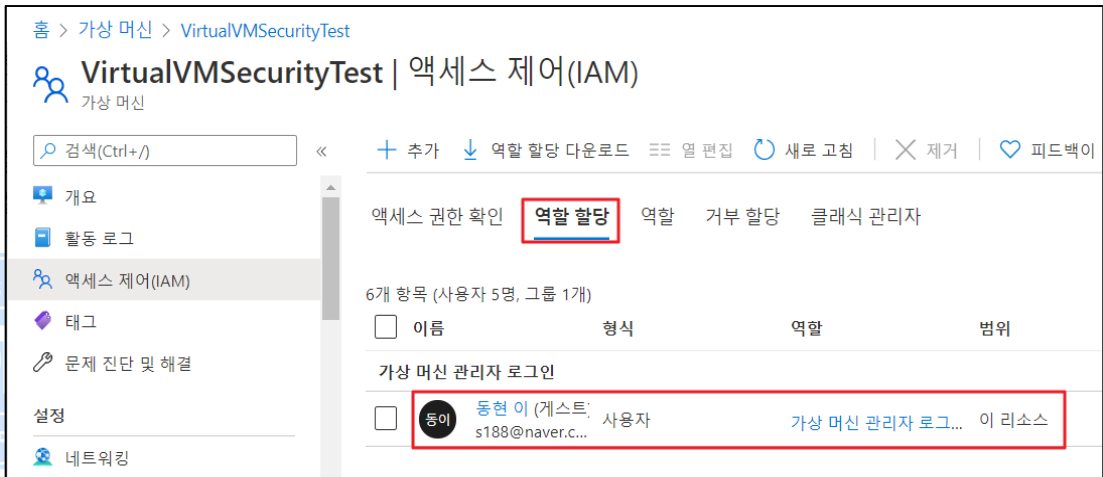 홈 > 가상 머신 > VirtualVMSecurityTest
VirtualVMSecurityTest | 액세스 제어(IAM)
가상 머신
검색(Ctrl+/)
«
추가 역할 할당 다운로드 열 편집 새로 고침 제거 피드백이
개요
활동 로그
액세스 제어(IAM)
태그
문제 진단 및 해결
설정
네트워킹
액세스 권한 확인 역할 할당 역할 거부 할당 클래식 관리자
6개 항목 (사용자 5명, 그룹 1개)
이름 형식 역할 범위
가상 머신 관리자 로그인
동이 동현 이 (게스트) 사용자 가상 머신 관리자 로그... 이 리소스
s188@naver.c...